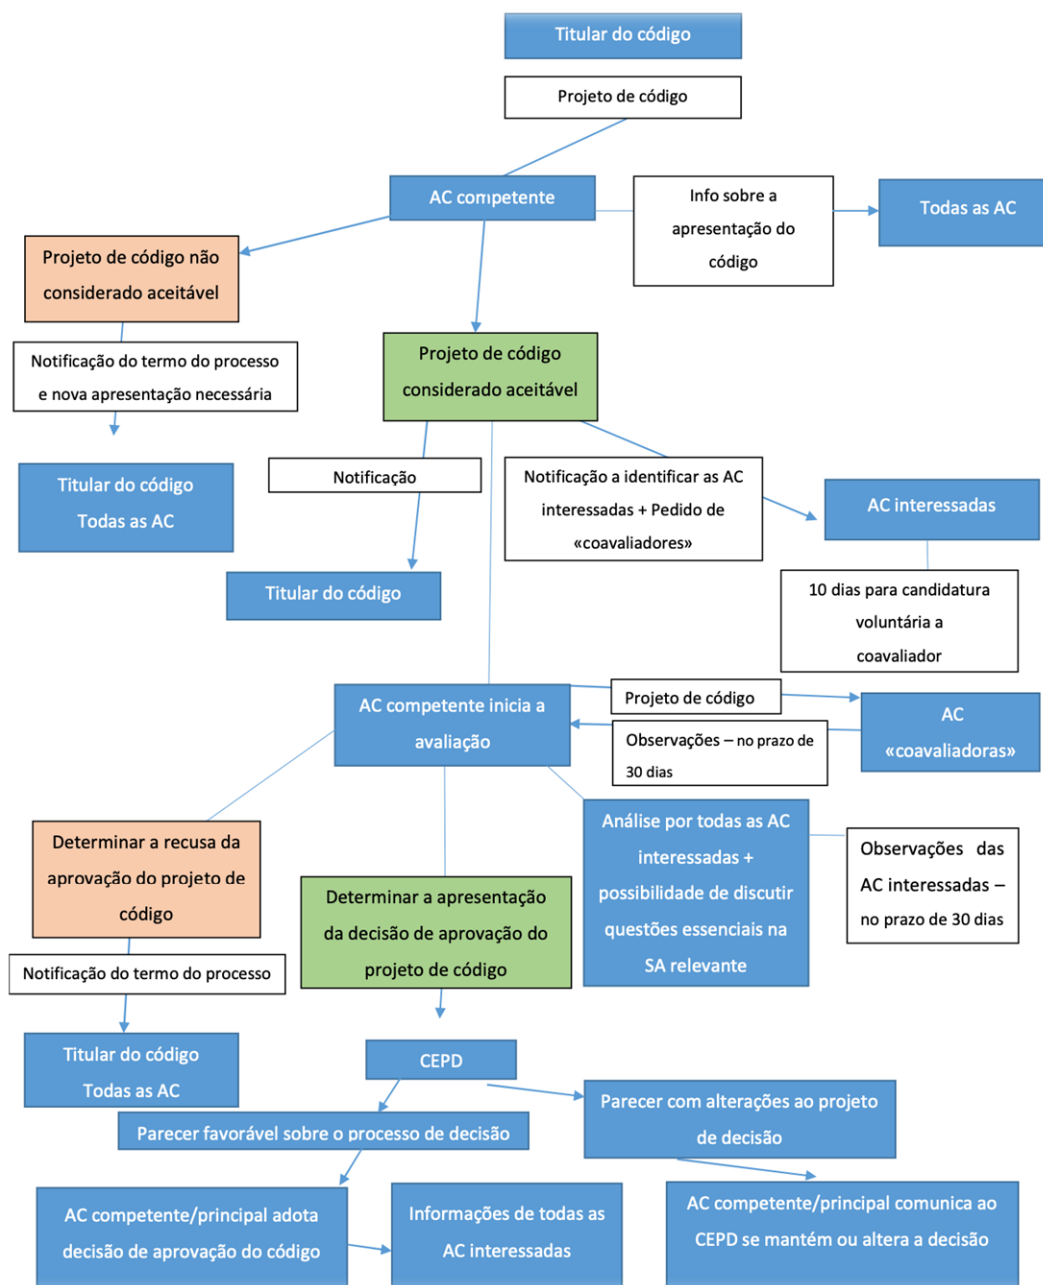 Titular do código
Projeto de código
AC competente
Info sobre a
apresentação do
código
Todas as AC
Projeto de código não
considerado aceitável
Notificação do termo do processo
e nova apresentação necessária
Titular do código
Todas as AC
Projeto de código
considerado aceitável
Notificação
Titular do código
Notificação a identificar as AC
interessadas + Pedido de
«coavaliadores»
AC interessadas
10 dias para candidatura
voluntária a
coavaliador
AC competente inicia a
avaliação
Projeto de código
Observações – no prazo de
30 dias
AC
«coavaliadoras»
Determinar a recusa da
aprovação do projeto de
código
Notificação do termo do processo
Titular do código
Todas as AC
Determinar a apresentação
da decisão de aprovação do
projeto de código
Análise por todas as AC
interessadas +
possibilidade de discutir
questões essenciais na
SA relevante
Observações das
AC interessadas –
no prazo de 30 dias
CEPD
Parecer favorável sobre o processo de decisão
Parecer com alterações ao projeto
de decisão
AC competente/principal adota
decisão de aprovação do código
Informações de todas as
AC interessadas
AC competente/principal comunica ao
CEPD se mantém ou altera a decisão